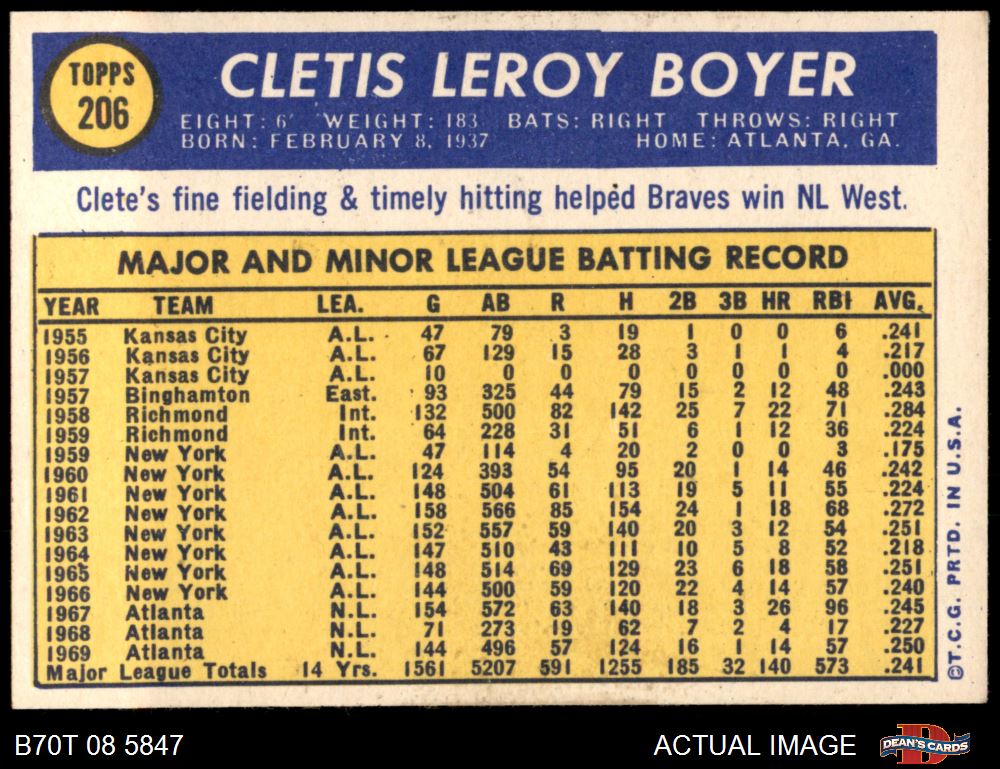 TOPPS
206
CLETIS LEROY BOYER
EIGHT: 6' WEIGHT: 183 BATS: RIGHT THROWS: RIGHT
BORN: FEBRUARY 8, 1937 HOME: ATLANTA, GA.
Clete's fine fielding & timely hitting helped Braves win NL West.
MAJOR AND MINOR LEAGUE BATTING RECORD
YEAR TEAM LEA. G AB R H 2B 3B HR RBI AVG.
1955 Kansas City A.L. 47 79 3 19 1 0 0 6 .241
1956 Kansas City A.L. 67 129 15 28 3 1 1 4 .217
1957 Kansas City A.L. 10 0 0 0 0 0 0 0 .000
1957 Binghamton East. 93 325 44 79 15 2 12 48 .243
1958 Richmond Int. 132 500 82 142 25 7 22 71 .284
1959 Richmond Int. 64 228 31 51 6 1 12 36 .224
1959 New York A.L. 47 114 4 20 2 0 0 3 .175
1960 New York A.L. 124 393 54 95 20 1 14 46 .242
1961 New York A.L. 148 504 61 113 19 5 11 55 .224
1962 New York A.L. 158 566 85 154 24 1 18 68 .272
1963 New York A.L. 152 557 59 140 20 3 12 54 .251
1964 New York A.L. 147 510 43 111 10 5 8 52 .218
1965 New York A.L. 148 514 69 129 23 6 18 58 .251
1966 New York A.L. 144 500 59 120 22 4 14 57 .240
1967 Atlanta N.L. 154 572 63 140 18 3 26 96 .245
1968 Atlanta N.L. 71 273 19 62 7 2 4 17 .227
1969 Atlanta N.L. 144 496 57 124 16 1 14 57 .250
Major League Totals 14 Yrs. 1561 5207 591 1255 185 32 140 573 .241
©T.C.G. PRTD. IN U.S.A.
B70T 08 5847
ACTUAL IMAGE
D
DEAN'S CARDS